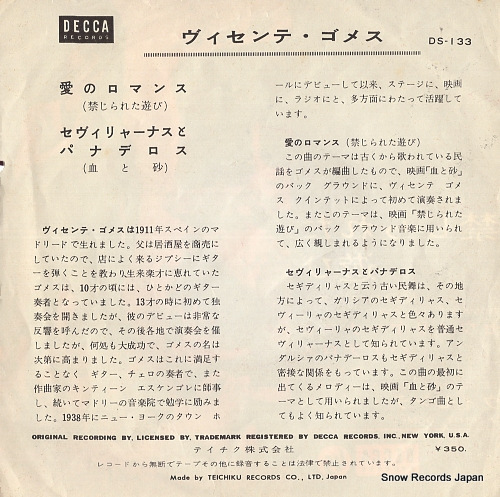 DECCA
RECORDS
ヴィセンテ・ゴメス
DS-133
愛のロマンス
(禁じられた遊び)
セヴィリャーナスと
パナデロス
(血と砂)
ヴィセンテ・ゴメスは1911年スペインのマ
ドリードで生れました。父は居酒屋を商売に
していたので、店によく来るジプシーにギタ
ーを弾くことを教わり生来楽才に恵れていた
ゴメスは、10才の頃には、ひとかどのギター
奏者となっていました。13才の時に初めて独
奏会を開きましたが、彼のデビューは非常な
反響を呼んだので、その後各地で演奏会を催
しましたが、何処も大成功で、ゴメスの名は
次第に高まりました。ゴメスはこれに満足す
ることなく ギター、チェロの奏者で、また
作曲家のキンティーン エスケンゴレに師事
し、続いてマドリーの音楽院で勉学に励みま
した。1938年にニュー・ヨークのタウン ホ
ールにデビューして以来、ステージに、映画
に、ラジオにと、多方面にわたって活躍して
います。
愛のロマンス (禁じられた遊び)
この曲のテーマは古くから歌われている民
謡をゴメスが編曲したもので、映画「血と砂」
のバック グラウンドに、ヴィセンテ ゴメ
ス クインテットによって初めて演奏されま
した。またこのテーマは、映画「禁じられた
遊び」のバック グラウンド音楽に用いられ
て、広く親しまれるようになりました。
セヴィリャーナスとパナデロス
セギディリャスと云う古い民舞は、その地
方によって、ガリシアのセギディリャス、セ
ヴィーリャのセギディリャスと色々あります
が、セヴィーリャのセギディリャスを普通セ
ヴィリャーナスとして知られています。アン
ダルシャのパナデーロスもセギディリャスと
密接な関係をもっています。この曲の最初に
出てくるメロディーは、映画「血と砂」のテ
ーマとして用いられましたが、タンゴ曲とし
てもよく知られています。
ORIGINAL RECORDING BY, LICENSED BY, TRADEMARK REGISTERED BY DECCA RECORDS, INC., NEW YORK, U.S.A.
テイチク株式会社
¥350.
レコードから無断でテープその他に録音することは法律で禁じられています。
Made by TEICHIKU RECORDS CO., LTD, Japan
Snow Records Japan